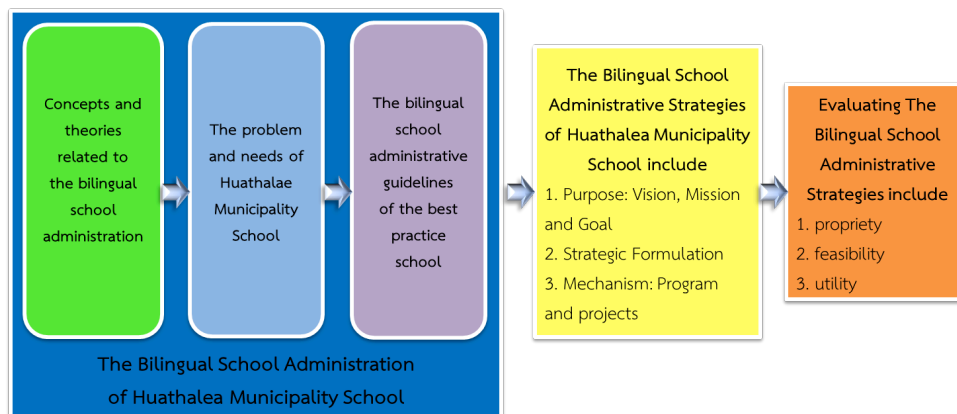 Concepts and
theories
related to
the bilingual
school
administration
The problem
and needs of
Huathalae
Municipality
School
The bilingual
school
administrative
guidelines
of the best
practice
school
The Bilingual School Administration
of Huathalea Municipality School
The Bilingual School
Administrative Strategies
of Huathalea Municipality
School include
1. Purpose: Vision, Mission
and Goal
2. Strategic Formulation
3. Mechanism: Program
and projects
Evaluating The
Bilingual School
Administrative
Strategies include
1. propriety
2. feasibility
3. utility